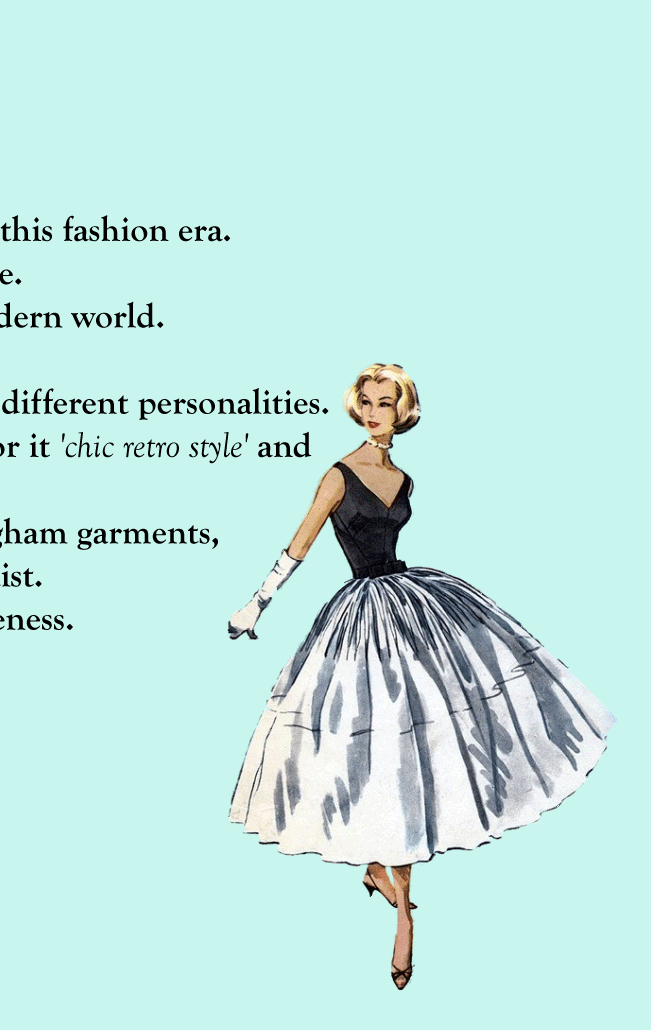 this fashion era.
e.
dern world.
different personalities.
or it 'chic retro style' and
gham garments,
ist.
eness.